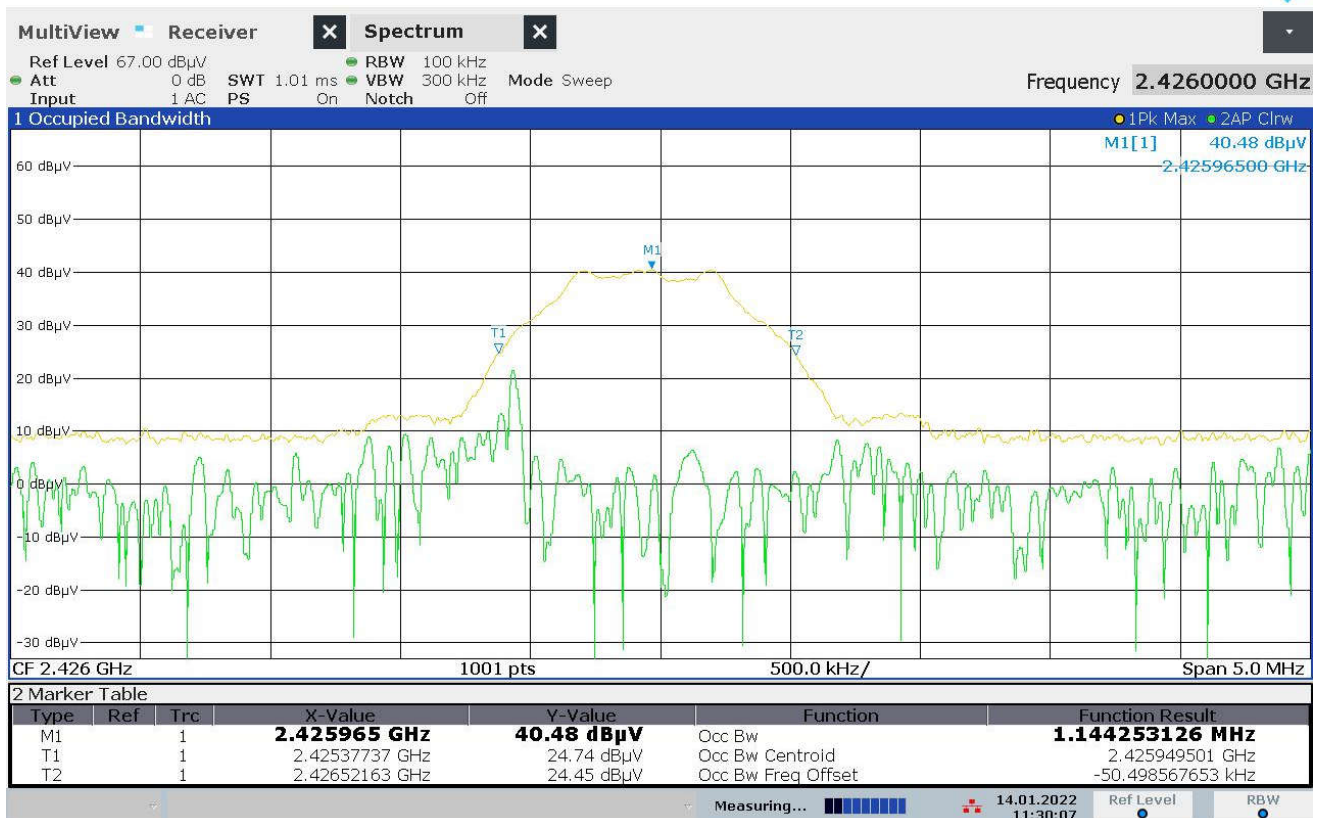 MultiView Receiver X Spectrum X
Ref Level 67.00 dBµV RBW 100 kHz
Att 0 dB SWT 1.01 ms VBW 300 kHz Mode Sweep Frequency 2.4260000 GHz
Input 1 AC PS On Notch Off
1 Occupied Bandwidth 1Pk Max 2AP Clrw
M1[1] 40.48 dBµV
2.42596500 GHz
60 dBµV
50 dBµV
M1
40 dBµV
30 dBµV
T1 T2
20 dBµV
10 dBµV
0 dBµV
-10 dBµV
-20 dBµV
-30 dBµV
CF 2.426 GHz 1001 pts 500.0 kHz/ Span 5.0 MHz
2 Marker Table
Type Ref Trc X-Value Y-Value Function Function Result
M1 1 2.425965 GHz 40.48 dBµV Occ Bw 1.144253126 MHz
T1 1 2.42537737 GHz 24.74 dBµV Occ Bw Centroid 2.425949501 GHz
T2 1 2.42652163 GHz 24.45 dBµV Occ Bw Freq Offset -50.498567653 kHz
Measuring... 14.01.2022 Ref Level RBW
11:30:07